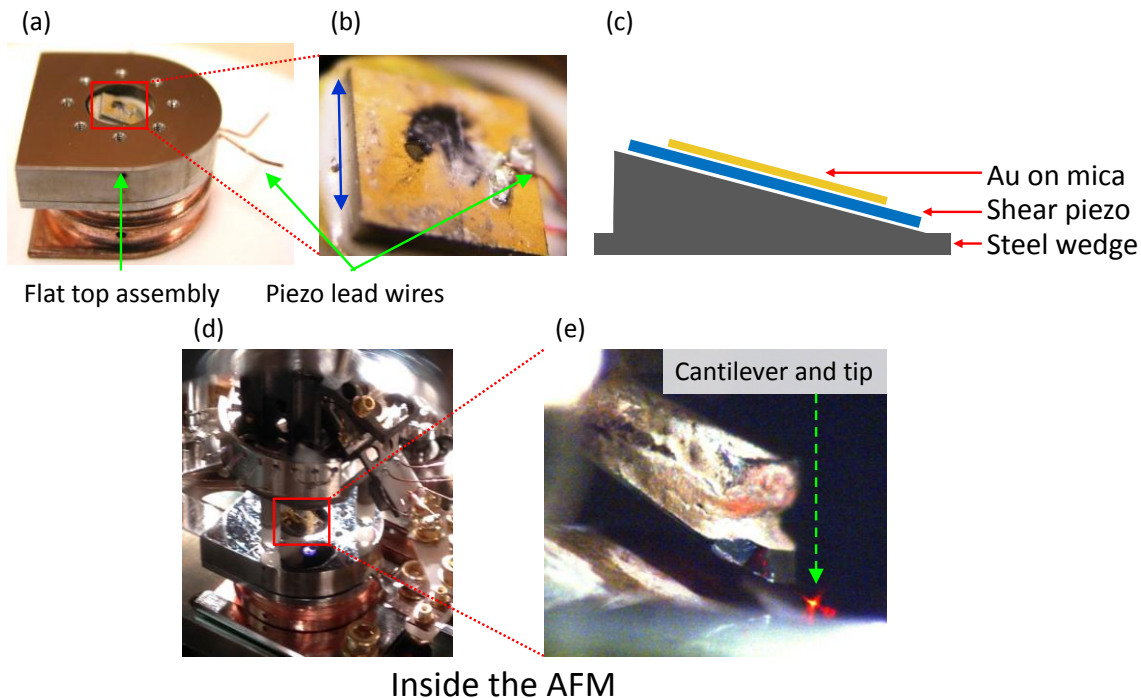 (a)
(b)
(c)
Au on mica
Shear piezo
Steel wedge
Flat top assembly
Piezo lead wires
(d)
(e)
Cantilever and tip
Inside the AFM